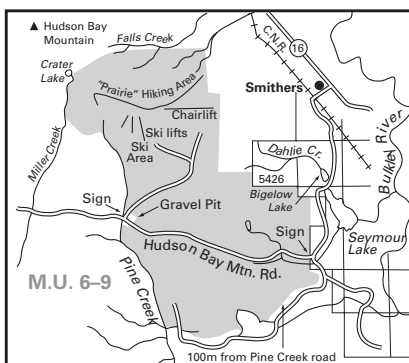 ▲ Hudson Bay
Mountain
Falls Creek
C.N.R.
16
Crater
Lake
"Prairie" Hiking Area
Smithers
Chairlift
Miller Creek
Ski lifts
Ski
Area
Dahlie Cr.
Bulkley River
5426
Bigelow
Lake
Sign
Gravel Pit
Sign
Seymour
Lake
Hudson Bay Mtn. Rd.
M.U. 6–9
Pine Creek
100m from Pine Creek road